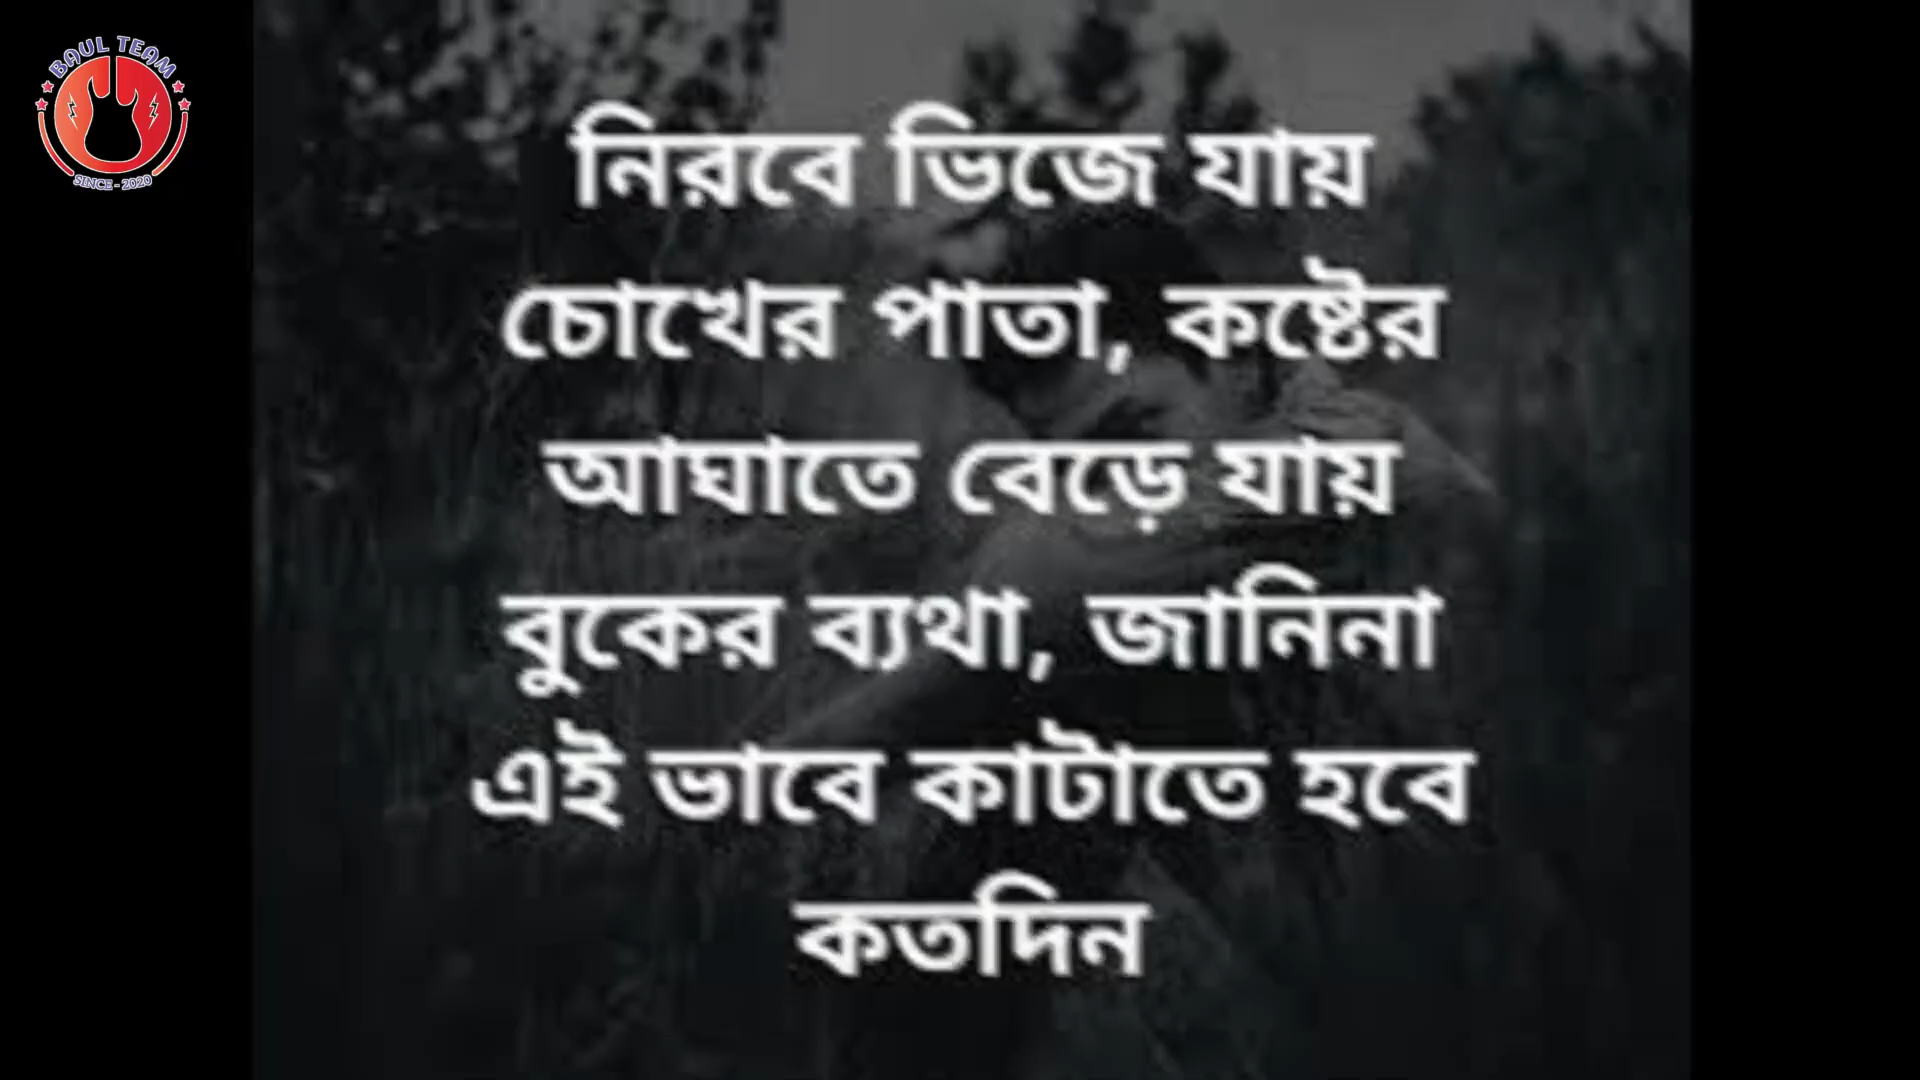 BAUL TEAM
SINCE - 2020
নিরবে ভিজে যায়
চোখের পাতা, কষ্টের
আঘাতে বেড়ে যায়
বুকের ব্যথা, জানিনা
এই ভাবে কাটাতে হবে
কতদিন